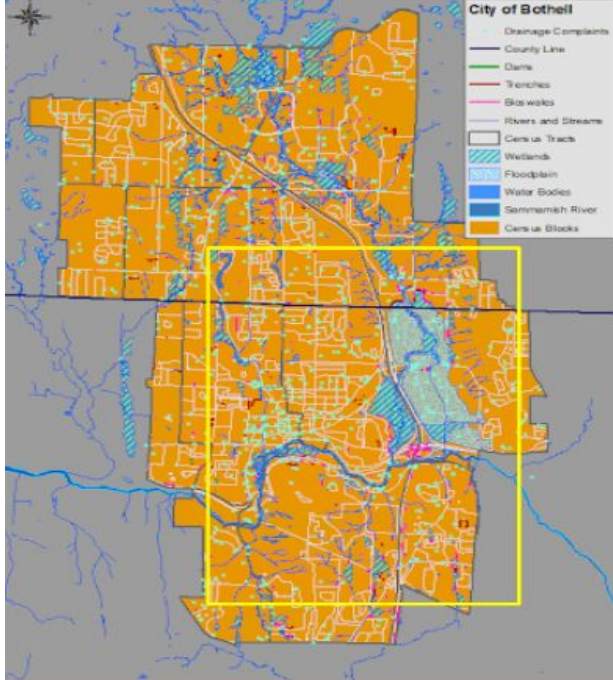 City of Bothell
Drainage Complaints
County Line
Dams
Trenches
Bioswales
Rivers and Streams
Census Tracts
Wetlands
Floodplain
Water Bodies
Sammamish River
Census Blocks